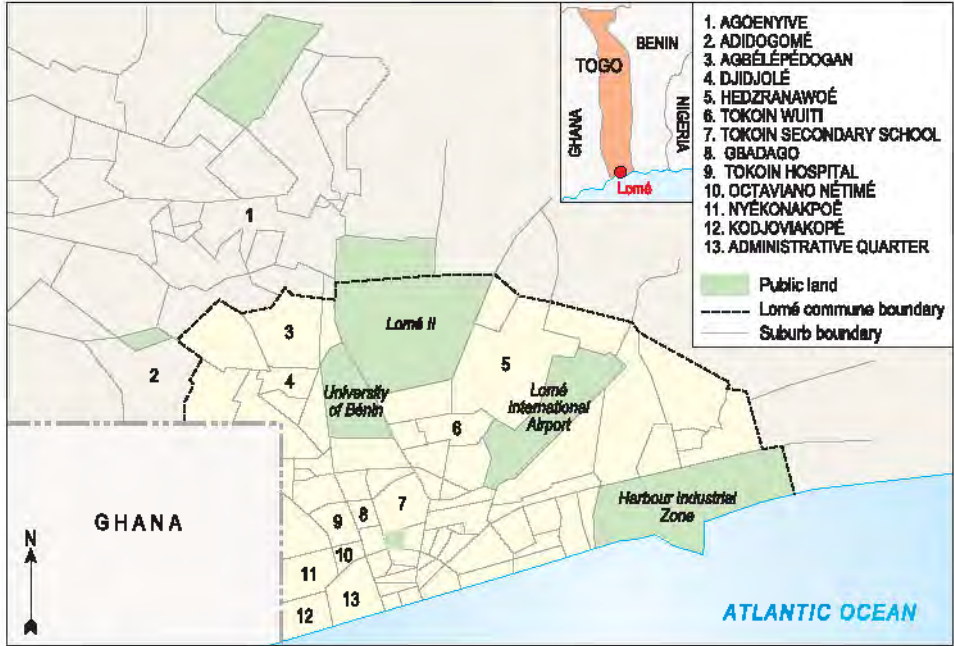 BENIN
TOGO
GHANA
NIGERIA
Lomé
1. AGOENYIVE
2. ADIDOGOMÉ
3. AGBÉLÉPÉDOGAN
4. DJIDJOLÉ
5. HEDZRANAWOÉ
6. TOKOIN WUITI
7. TOKOIN SECONDARY SCHOOL
8. GBADAGO
9. TOKOIN HOSPITAL
10. OCTAVIANO NÉTIMÉ
11. NYÉKONAKPOÉ
12. KODJOVIAKOPÉ
13. ADMINISTRATIVE QUARTER
Public land
Lomé commune boundary
Suburb boundary
1
Lomé II
3
2
4
5
University
of Bénin
Lomé
International
Airport
6
7
Harbour Industrial
Zone
9
8
GHANA
N
10
11
13
12
ATLANTIC OCEAN